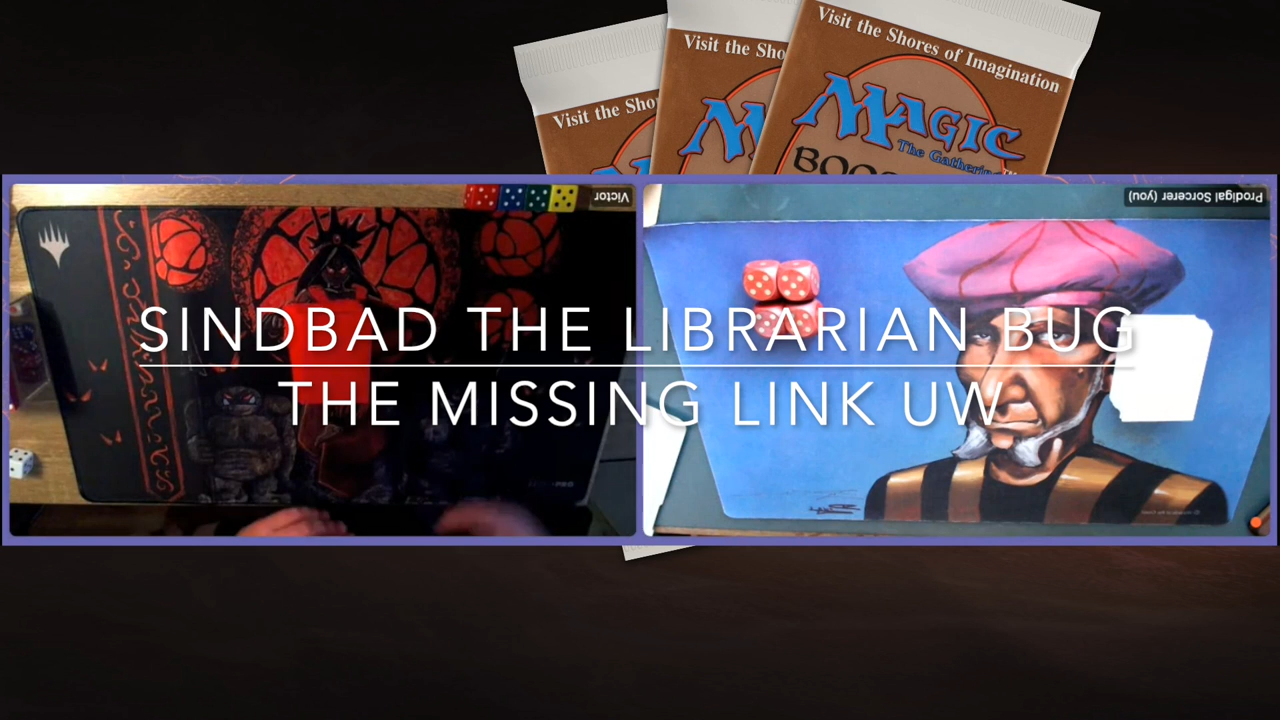 Visit the Shores of Imagination
Visit the Sho
Visit the Sho
MAGIC
The Gathering
BOOS
M
Victor
Prodigal Sorcerer (you)
SINDBAD THE LIBRARIAN BUG
THE MISSING LINK UW